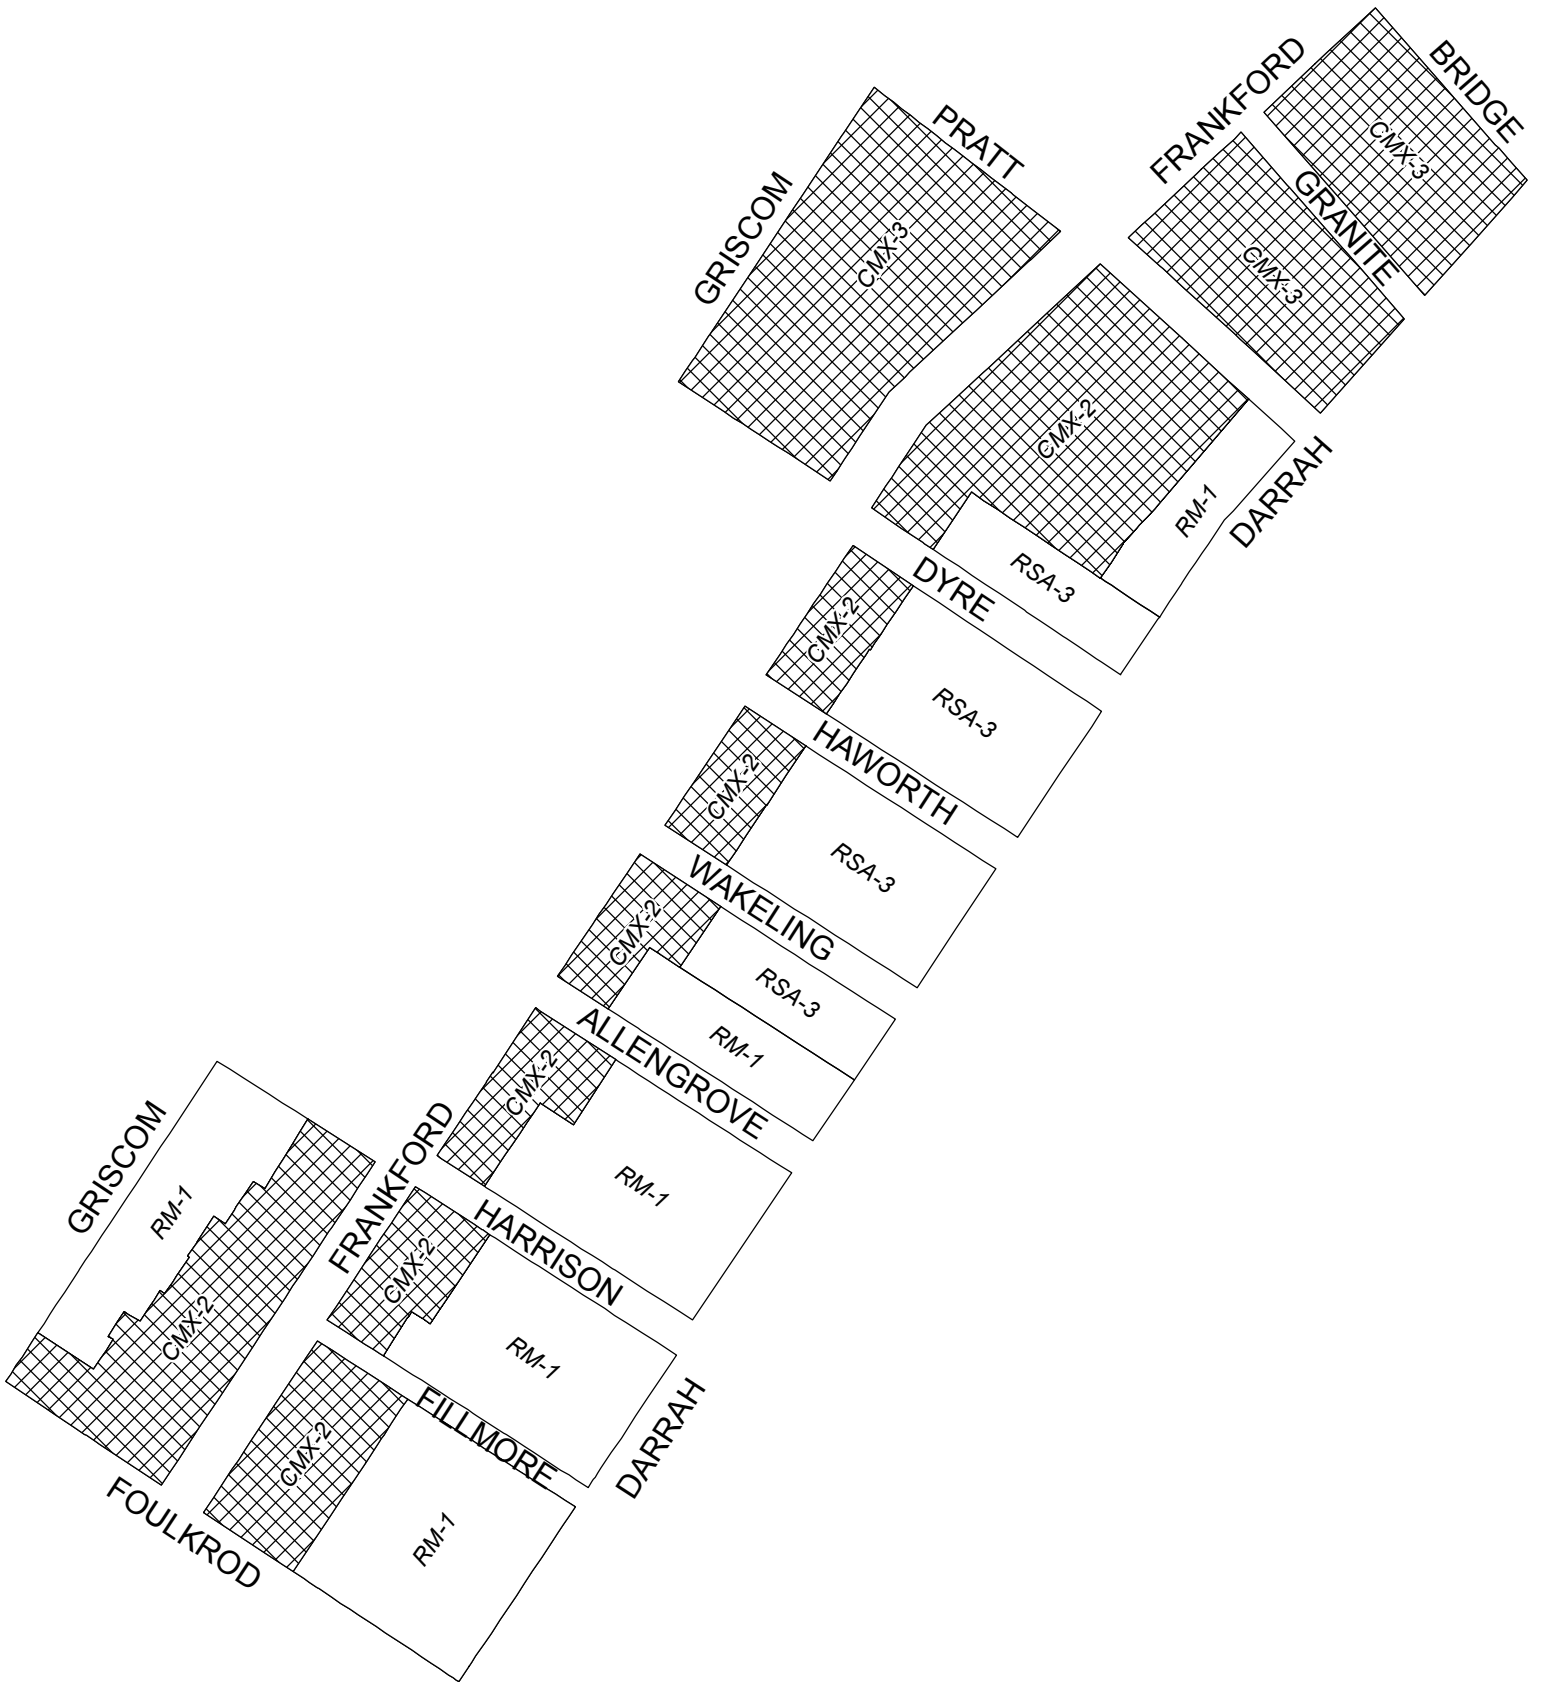 BRIDGE
FRANKFORD
CMX-3
PRATT
GRANITE
GRISCOM
CMX-3
CMX-3
CMX-2
DARRAH
RM-1
RSA-3
DYRE
CMX-2
RSA-3
HAWORTH
CMX-2
RSA-3
WAKELING
CMX-2
RSA-3
RM-1
ALLENGROVE
CMX-2
RM-1
FRANKFORD
GRISCOM
RM-1
HARRISON
CMX-2
CMX-2
RM-1
FILLMORE
DARRAH
CMX-2
RM-1
FOULKROD